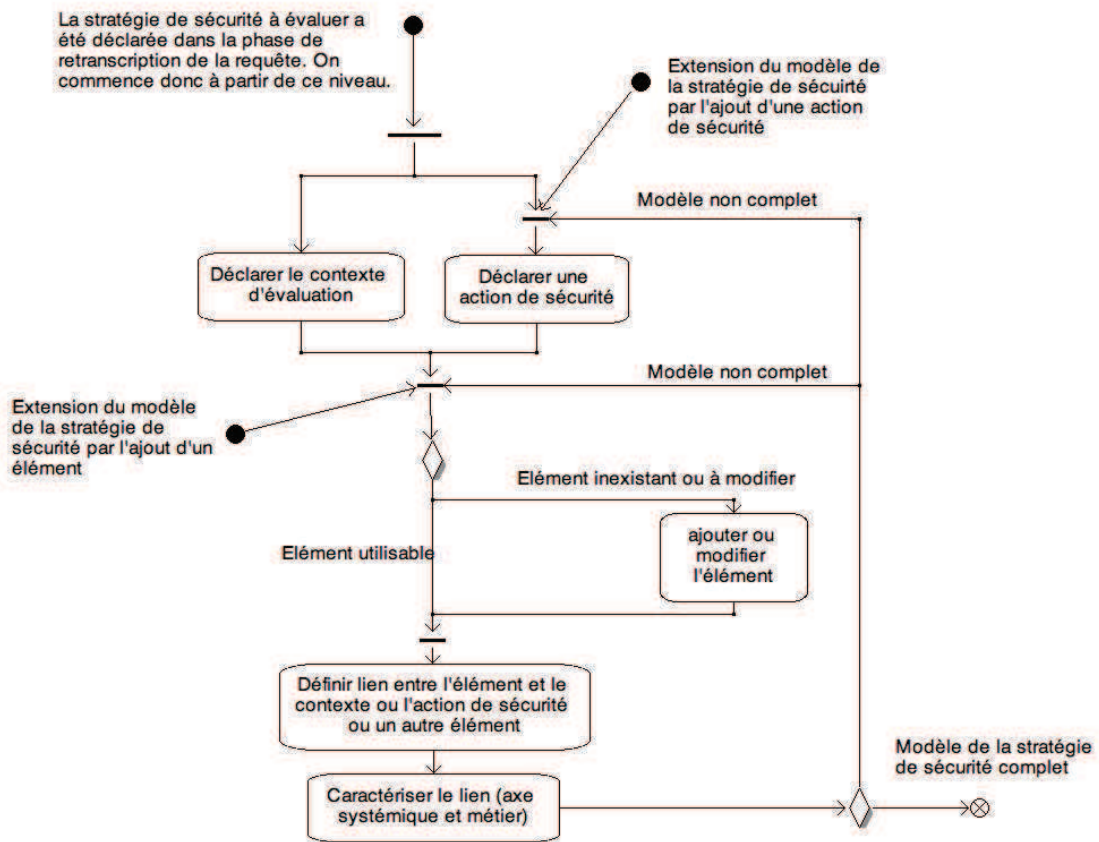 La stratégie de sécurité à évaluer a
été déclarée dans la phase de
retranscription de la requête. On
commence donc à partir de ce niveau.
Extension du modèle de
la stratégie de sécuirté
par l'ajout d'une action
de sécurité
Modèle non complet
Déclarer le contexte
d'évaluation
Déclarer une
action de sécurité
Modèle non complet
Extension du modèle
de la stratégie de
sécurité par l'ajout d'un
elément
Elément inexistant ou à modifier
Elément utilisable
ajouter ou
modifier
l'élément
Définir lien entre l'élément et le
contexte ou l'action de sécurité
ou un autre élément
Caractériser le lien (axe
systémique et métier)
Modèle de la stratégie
de sécurité complet